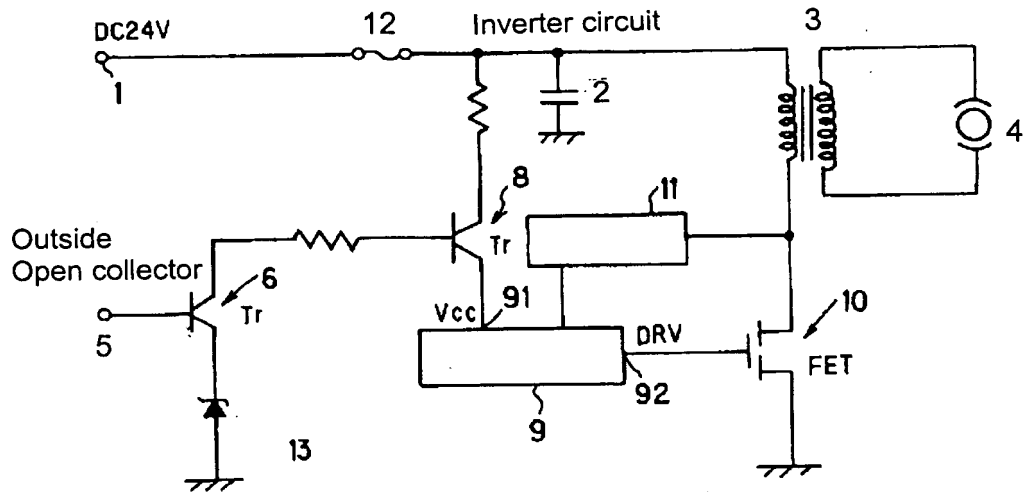 DC24V
12
Inverter circuit
3
1
2
4
8
11
Outside
Open collector
6
Tr
Tr
5
Vcc
91
DRV
10
92
FET
9
13